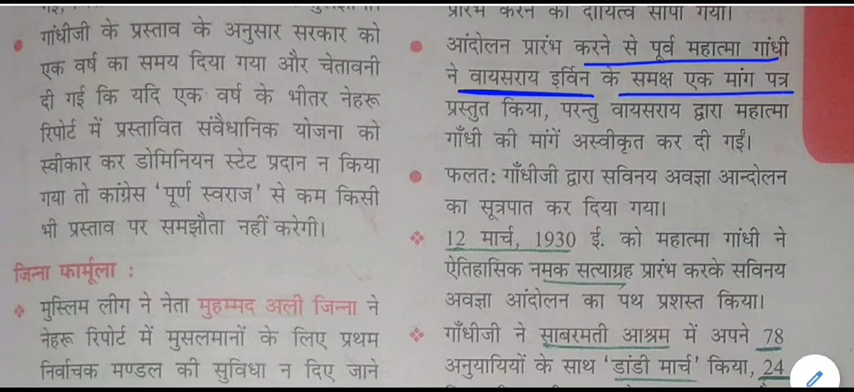 गांधीजी के प्रस्ताव के अनुसार सरकार को
एक वर्ष का समय दिया गया और चेतावनी
दी गई कि यदि एक वर्ष के भीतर नेहरू
रिपोर्ट में प्रस्तावित संवैधानिक योजना को
स्वीकार कर डोमिनियन स्टेट प्रदान न किया
गया तो कांग्रेस 'पूर्ण स्वराज' से कम किसी
भी प्रस्ताव पर समझौता नहीं करेगी।
जिन्ना फार्मूला :
मुस्लिम लीग ने नेता मुहम्मद अली जिन्ना ने
नेहरू रिपोर्ट में मुसलमानों के लिए प्रथम
निर्वाचक मण्डल की सुविधा न दिए जाने
प्रारंभ करने का दायित्व सौंपा गया।
आंदोलन प्रारंभ करने से पूर्व महात्मा गांधी
ने वायसराय इर्विन के समक्ष एक मांग पत्र
प्रस्तुत किया, परन्तु वायसराय द्वारा महात्मा
गाँधी की मांगें अस्वीकृत कर दी गईं।
फलत: गाँधीजी द्वारा सविनय अवज्ञा आन्दोलन
का सूत्रपात कर दिया गया।
12 मार्च, 1930 ई. को महात्मा गांधी ने
ऐतिहासिक नमक सत्याग्रह प्रारंभ करके सविनय
अवज्ञा आंदोलन का पथ प्रशस्त किया।
गाँधीजी ने साबरमती आश्रम में अपने 78
अनुयायियों के साथ 'डांडी मार्च' किया, 24